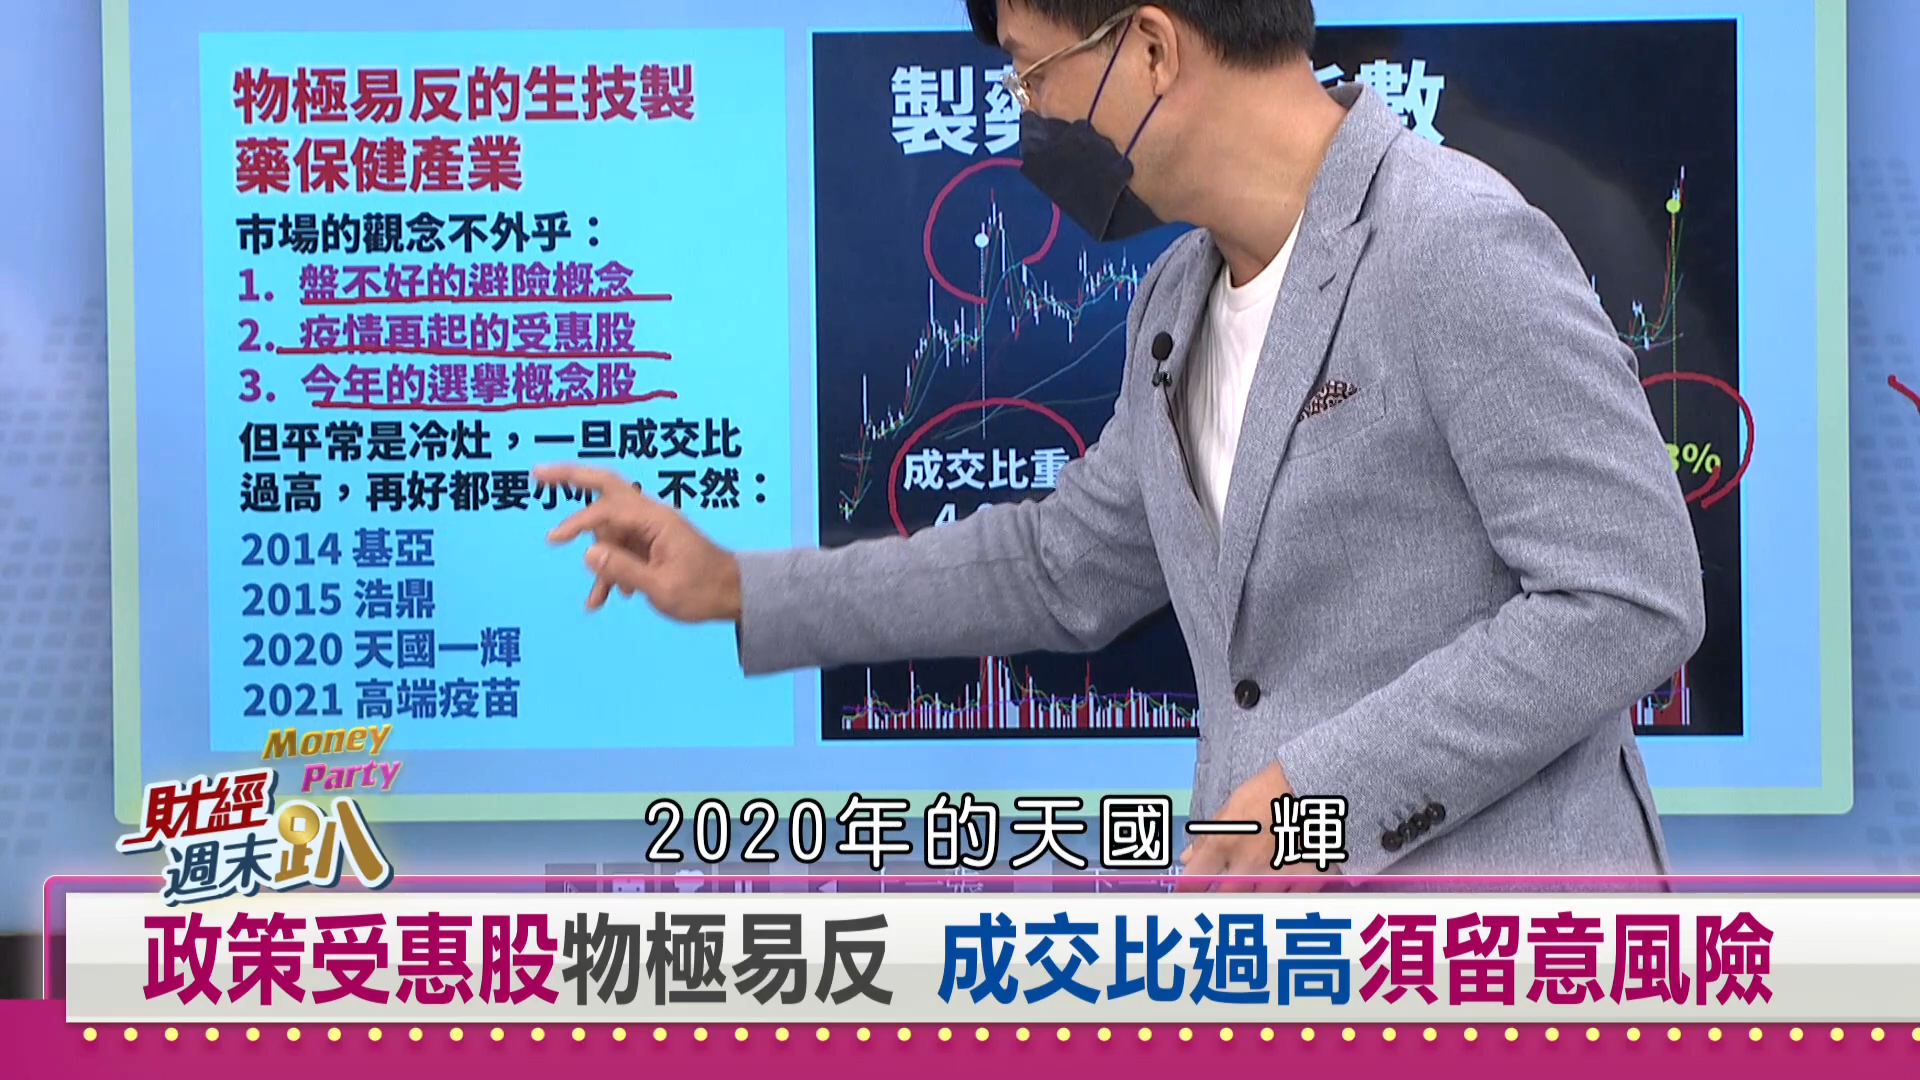 物極易反的生技製
藥保健產業
市場的觀念不外乎：
1. 盤不好的避險概念
2. 疫情再起的受惠股
3. 今年的選舉概念股
但平常是冷灶，一旦成交比
過高，再好都要小心，不然：
2014 基亞
2015 浩鼎
2020 天國一輝
2021 高端疫苗
製藥
數
成交比重
3%
Money
Party
財經
週末趴
2020年的天國一輝
政策受惠股物極易反 成交比過高須留意風險